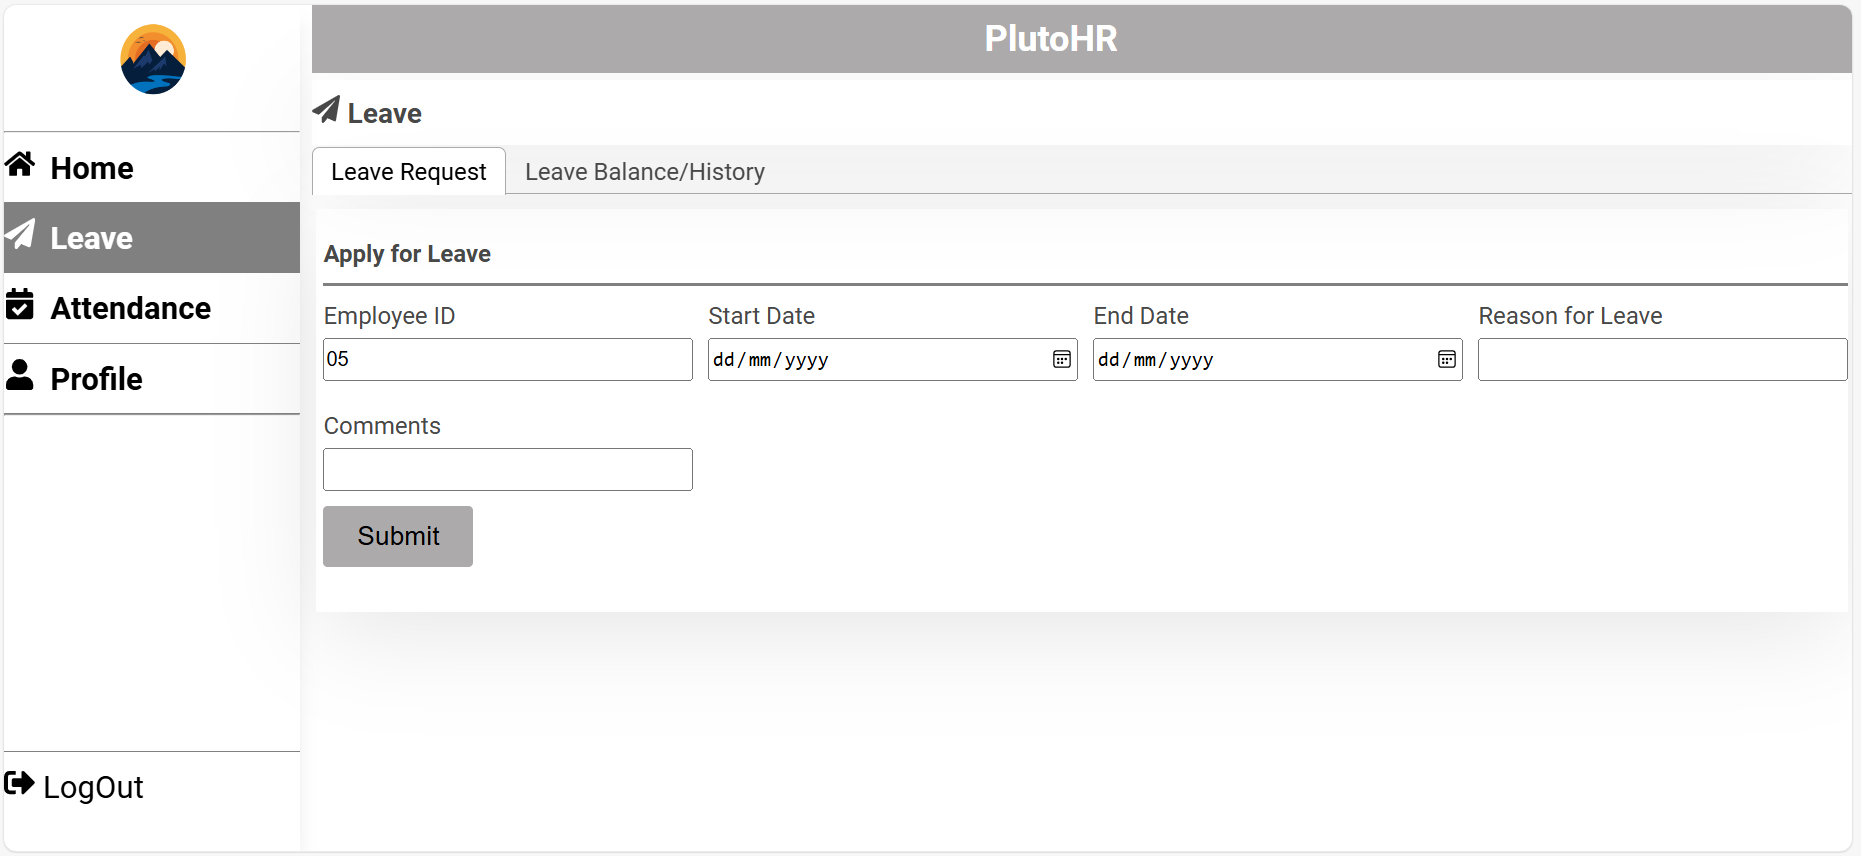 PlutoHR
Home
Leave
Attendance
Profile
LogOut
Leave
Leave Request
Leave Balance/History
Apply for Leave
Employee ID
Start Date
End Date
Reason for Leave
05
dd/mm/yyyy
dd/mm/yyyy
Comments
Submit